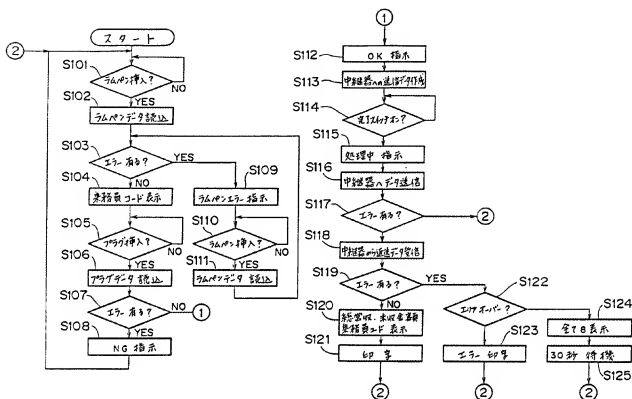 ②
スタート
S101
ラムペン挿入?
NO
YES
S102
ラムペンデータ読込
S103
エラー有る?
YES
NO
S104
乗務員コード表示
S105
プラグ挿入?
NO
YES
S106
プラグデータ読込
S107
エラー有る?
NO
①
YES
S108
NG 指示
S109
ラムペンエラー指示
S110
ラムペン挿入?
NO
YES
S111
ラムペンデータ 読込
①
S112
OK 指示
S113
中継器への送信データ作成
S114
完了スイッチオン?
S115
処理中 指示
S116
中継器へデータ送信
S117
エラー有る?
②
S118
中継器から返送データ受信
S119
エラー有る?
YES
NO
S120
総営収、未収金額
乗務員コード 表示
S121
印字
②
S122
エリアオーバー?
S123
エラー印字
②
S124
全て8表示
S125
30秒 待機
②